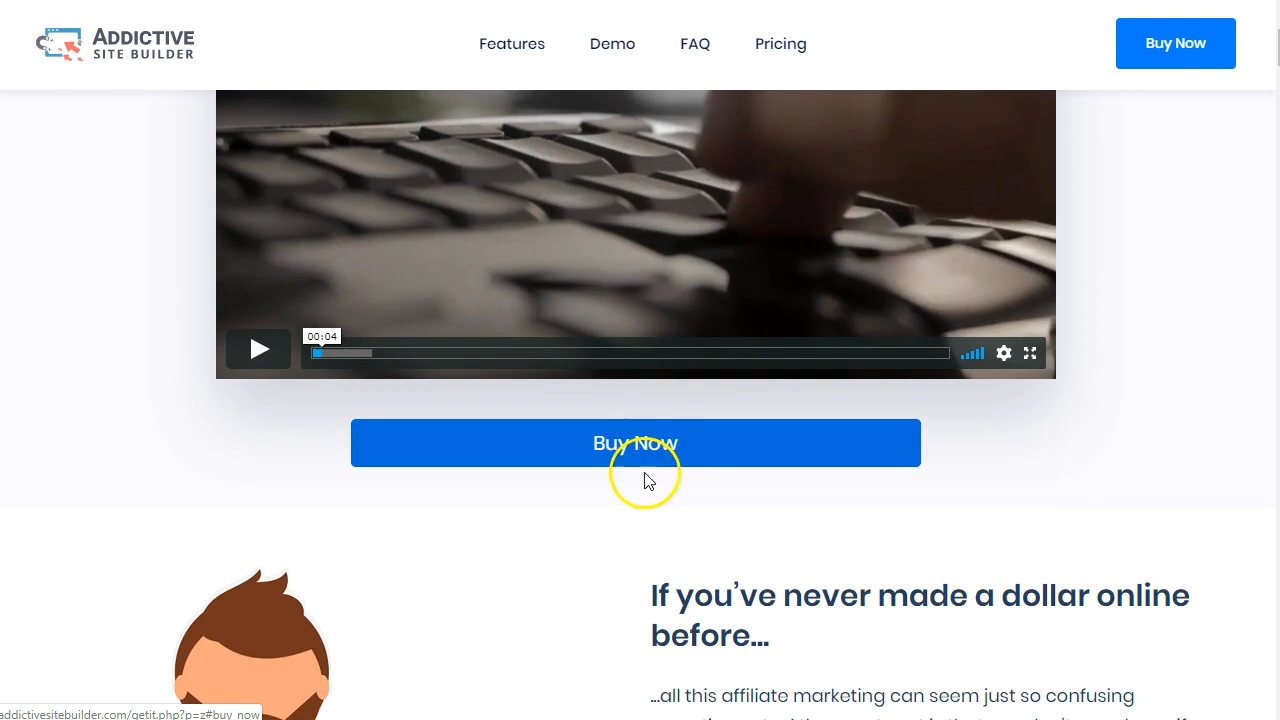 ADDICTIVE
SITE BUILDER
Features
Demo
FAQ
Pricing
Buy Now
00:04
Buy Now
If you’ve never made a dollar online
before...
...all this affiliate marketing can seem just so confusing
addictivesitebuilder.com/getit.php?p=z#buy_now